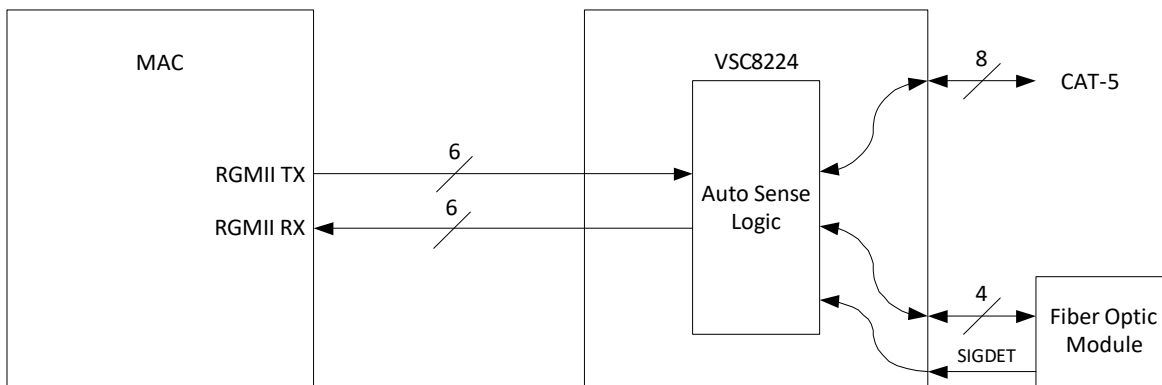 MAC
VSC8224
8
CAT-5
RGMII TX
6
Auto Sense
Logic
RGMII RX
6
4
Fiber Optic
Module
SIGDET